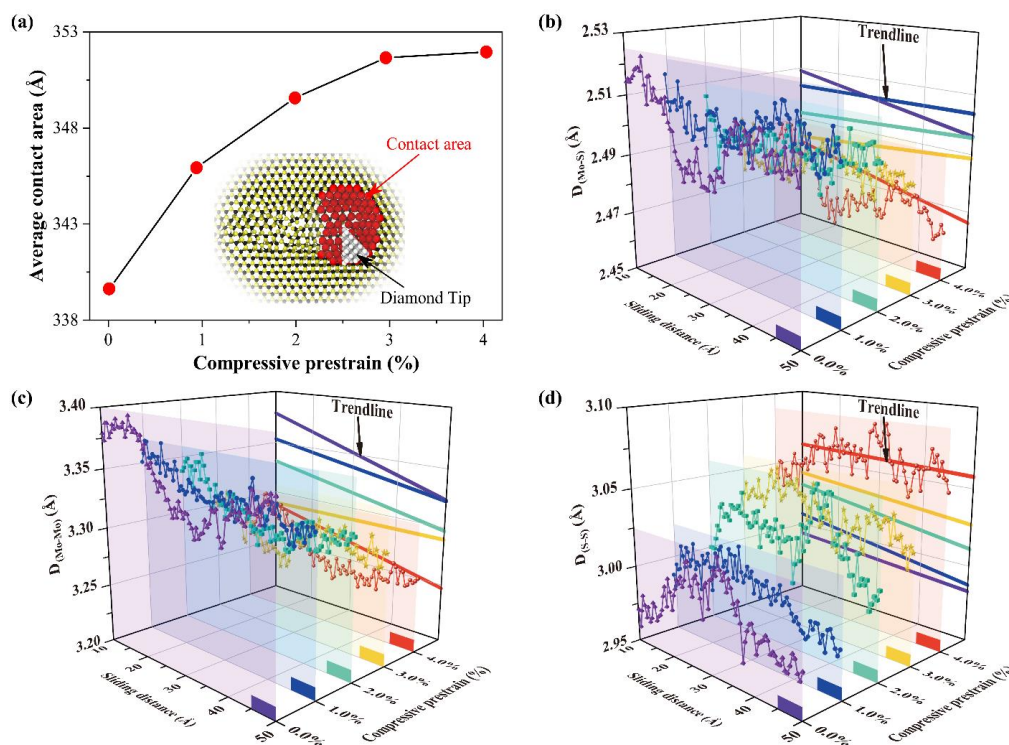 (a)
353
348
343
338
Average contact area (Å)
0
1
2
3
4
Compressive prestrain (%)
Contact area
Diamond Tip
(b)
2.53
2.51
2.49
2.47
2.45
D(Mo-S) (Å)
Trendline
10
20
30
40
50
Sliding distance (Å)
0.0%
1.0%
2.0%
3.0%
4.0%
Compressive prestrain (%)
(c)
3.40
3.35
3.30
3.25
3.20
D(Mo-Mo) (Å)
Trendline
10
20
30
40
50
Sliding distance (Å)
0.0%
1.0%
2.0%
3.0%
4.0%
Compressive prestrain (%)
(d)
3.10
3.05
3.00
2.95
D(S-S) (Å)
Trendline
10
20
30
40
50
Sliding distance (Å)
0.0%
1.0%
2.0%
3.0%
4.0%
Compressive prestrain (%)